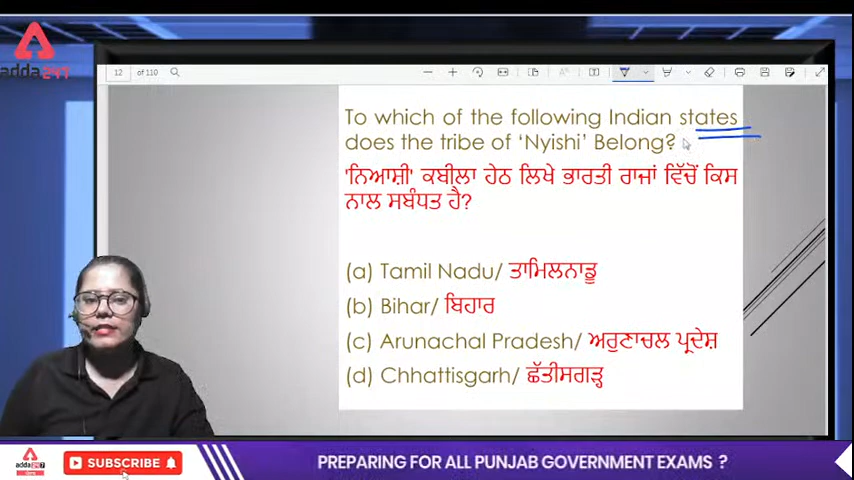 adda247
12 of 110
To which of the following Indian states
does the tribe of ‘Nyishi’ Belong?
'ਨਿਆਸ਼ੀ' ਕਬੀਲਾ ਹੇਠ ਲਿਖੇ ਭਾਰਤੀ ਰਾਜਾਂ ਵਿੱਚੋਂ ਕਿਸ
ਨਾਲ ਸਬੰਧਤ ਹੈ?
(a) Tamil Nadu/ ਤਾਮਿਲਨਾਡੂ
(b) Bihar/ ਬਿਹਾਰ
(c) Arunachal Pradesh/ ਅਰੁਣਾਚਲ ਪ੍ਰਦੇਸ਼
(d) Chhattisgarh/ ਛੱਤੀਸਗੜ੍ਹ
adda247
SUBSCRIBE
PREPARING FOR ALL PUNJAB GOVERNMENT EXAMS ?